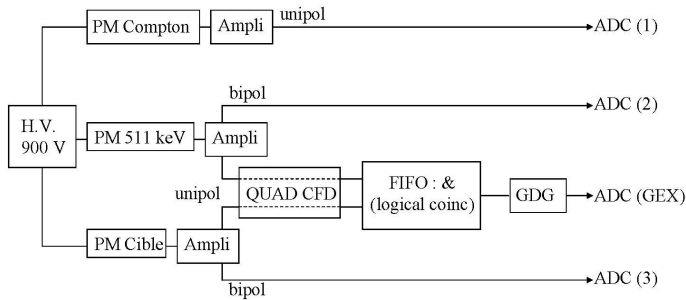 unipol
PM Compton
Ampli
ADC (1)
bipol
ADC (2)
H.V.
900 V
PM 511 keV
Ampli
FIFO : &
(logical coinc)
unipol
QUAD CFD
GDG
ADC (GEX)
PM Cible
Ampli
bipol
ADC (3)